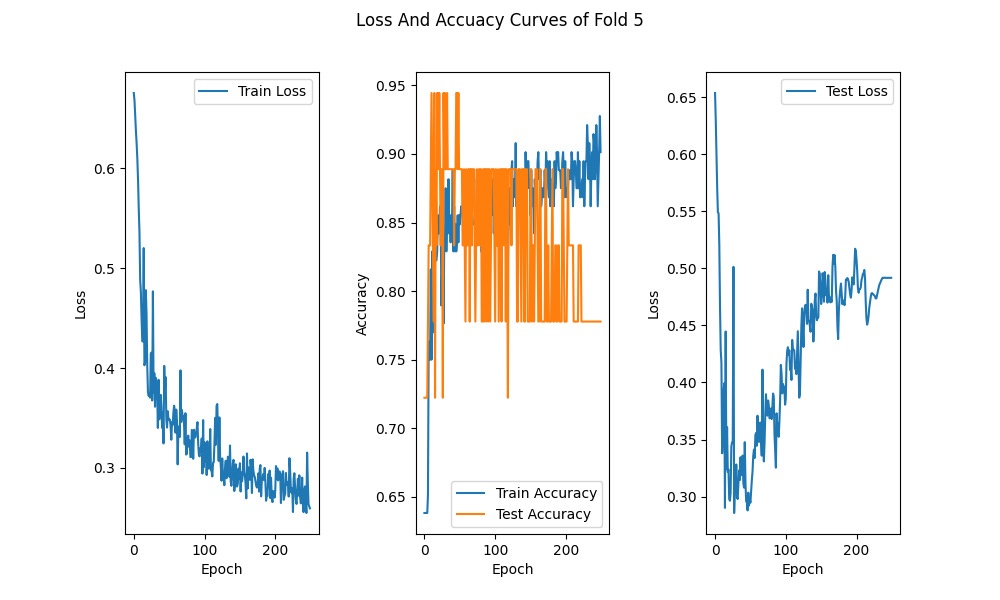 Loss And Accuacy Curves of Fold 5
Train Loss
Loss
0.6
0.5
0.4
0.3
0
100
200
Epoch
Accuracy
0.95
0.90
0.85
0.80
0.75
0.70
0.65
Train Accuracy
Test Accuracy
0
100
200
Epoch
Test Loss
Loss
0.65
0.60
0.55
0.50
0.45
0.40
0.35
0.30
0
100
200
Epoch